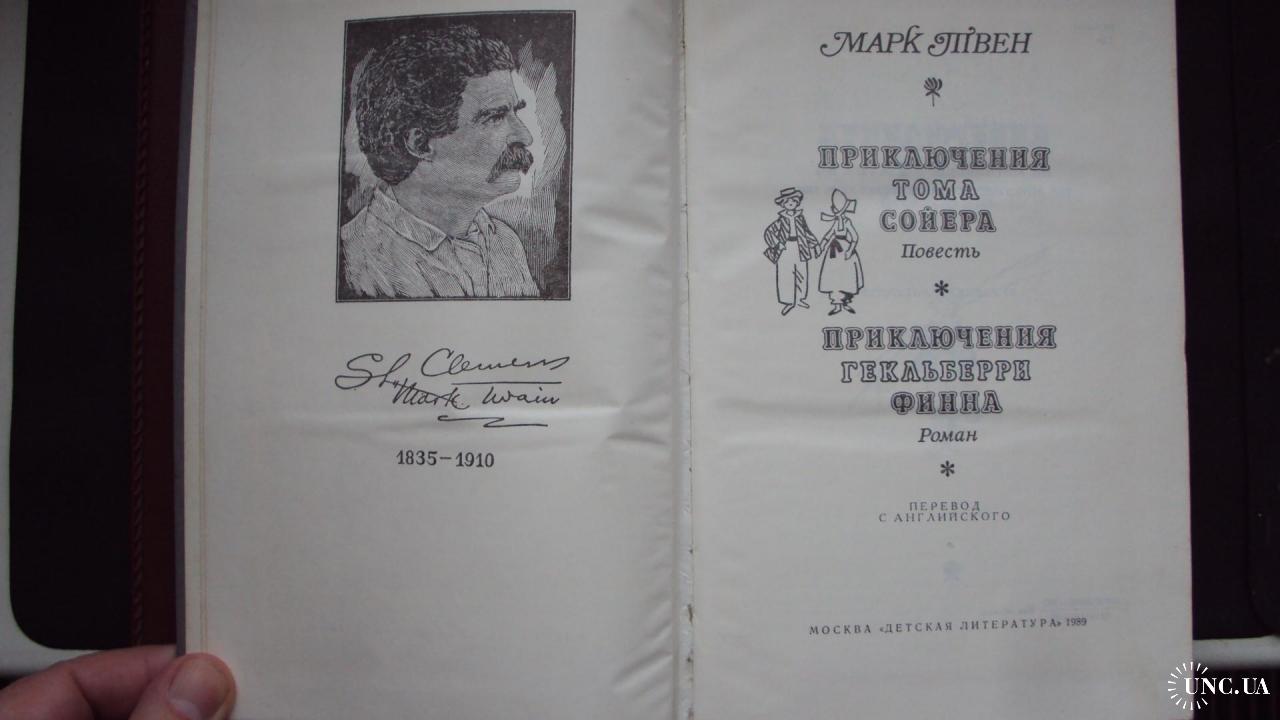 S. L. Clemens
Mark Twain
1835–1910
МАРК ТВЕН
ПРИКЛЮЧЕНИЯ
ТОМА
СОЙЕРА
Повесть
*
ПРИКЛЮЧЕНИЯ
ГЕКЛЬБЕРРИ
ФИННА
Роман
*
ПЕРЕВОД
С АНГЛИЙСКОГО
МОСКВА «ДЕТСКАЯ ЛИТЕРАТУРА» 1989
UNC.UA